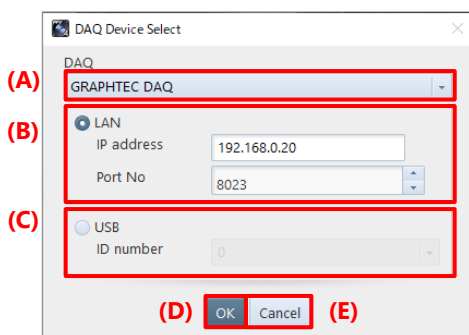 DAQ Device Select
DAQ
(A) GRAPHTEC DAQ
(B) LAN
IP address 192.168.0.20
Port No 8023
(C) USB
ID number 0
(D) OK Cancel (E)